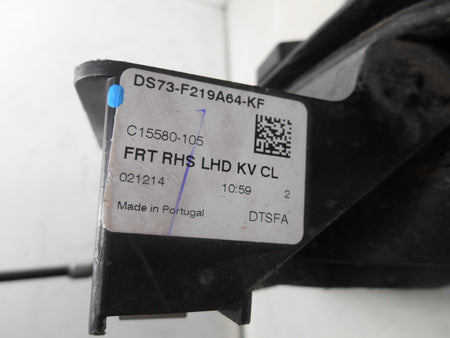 DS73-F219A64-KF
C15580-105
FRT RHS LHD KV CL
021214 10:59 2
Made in Portugal DTSFA